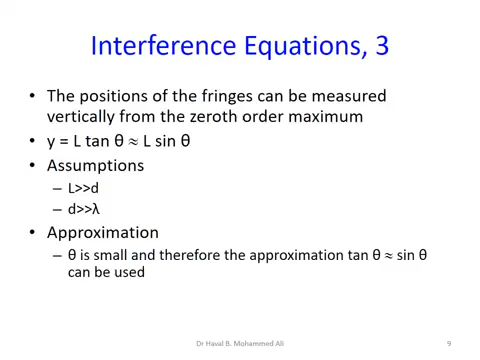 Interference Equations, 3
• The positions of the fringes can be measured
vertically from the zeroth order maximum
• y = L tan θ ≈ L sin θ
• Assumptions
– L>>d
– d>>λ
• Approximation
– θ is small and therefore the approximation tan θ ≈ sin θ
can be used
Dr Haval B. Mohammed Ali
9